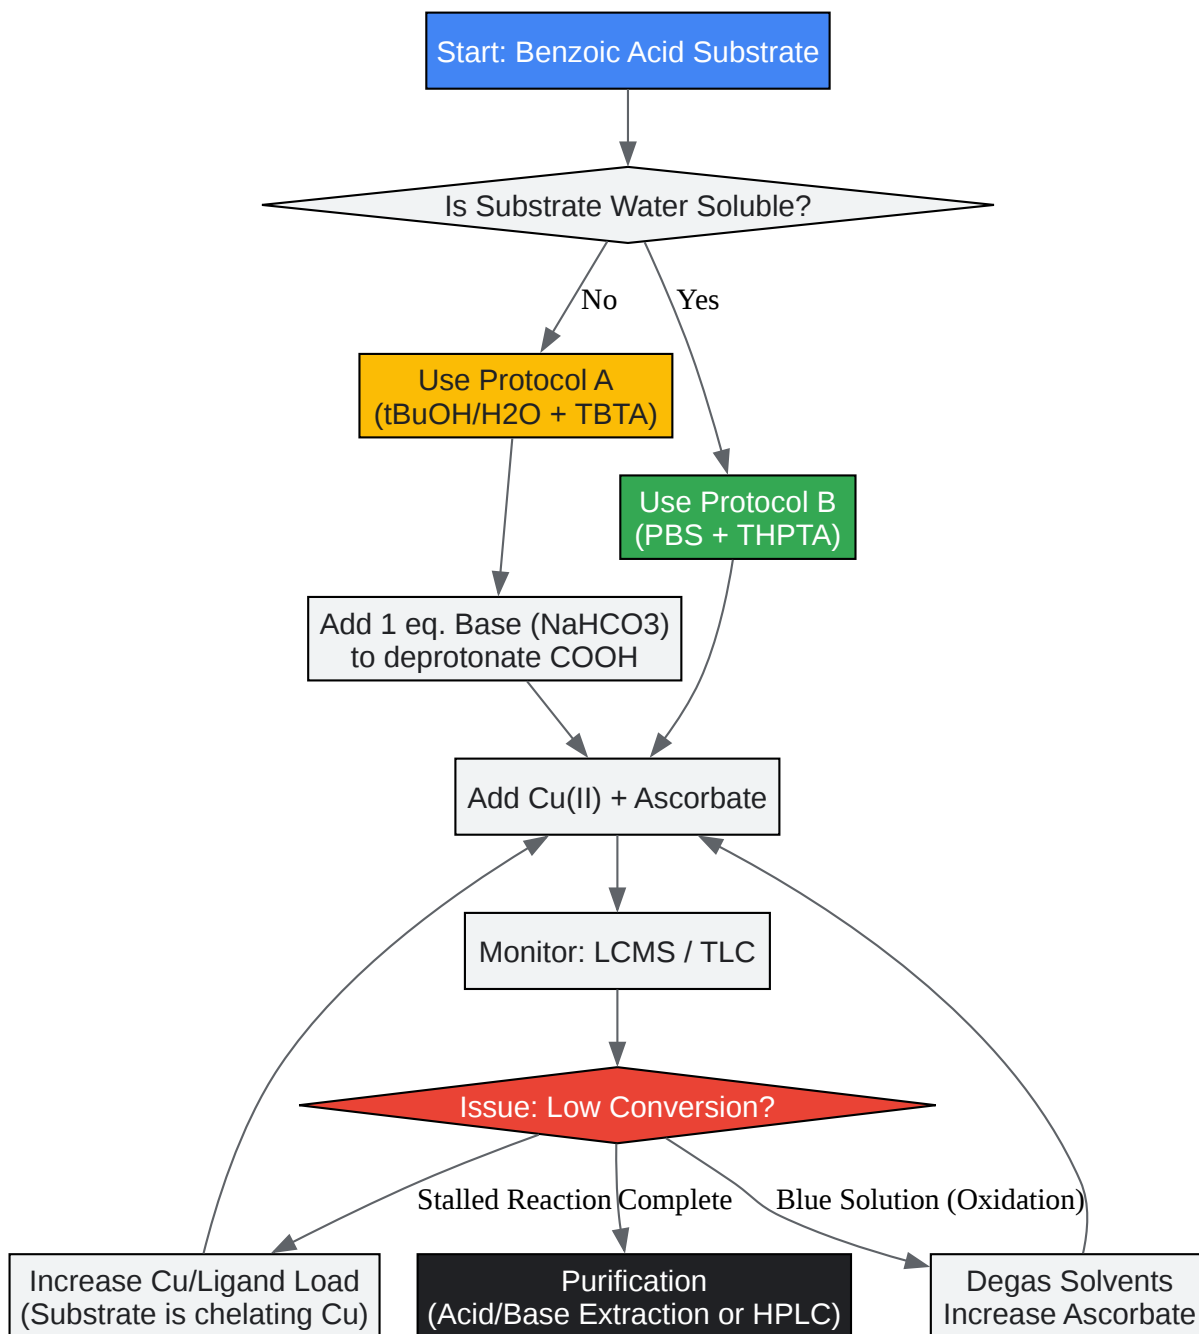 Start: Benzoic Acid Substrate
Is Substrate Water Soluble?
No
Yes
Use Protocol A
(tBuOH/H2O + TBTA)
Use Protocol B
(PBS + THPTA)
Add 1 eq. Base (NaHCO3)
to deprotonate COOH
Add Cu(II) + Ascorbate
Monitor: LCMS / TLC
Issue: Low Conversion?
Stalled Reaction
Complete
Blue Solution (Oxidation)
Increase Cu/Ligand Load
(Substrate is chelating Cu)
Purification
(Acid/Base Extraction or HPLC)
Degas Solvents
Increase Ascorbate